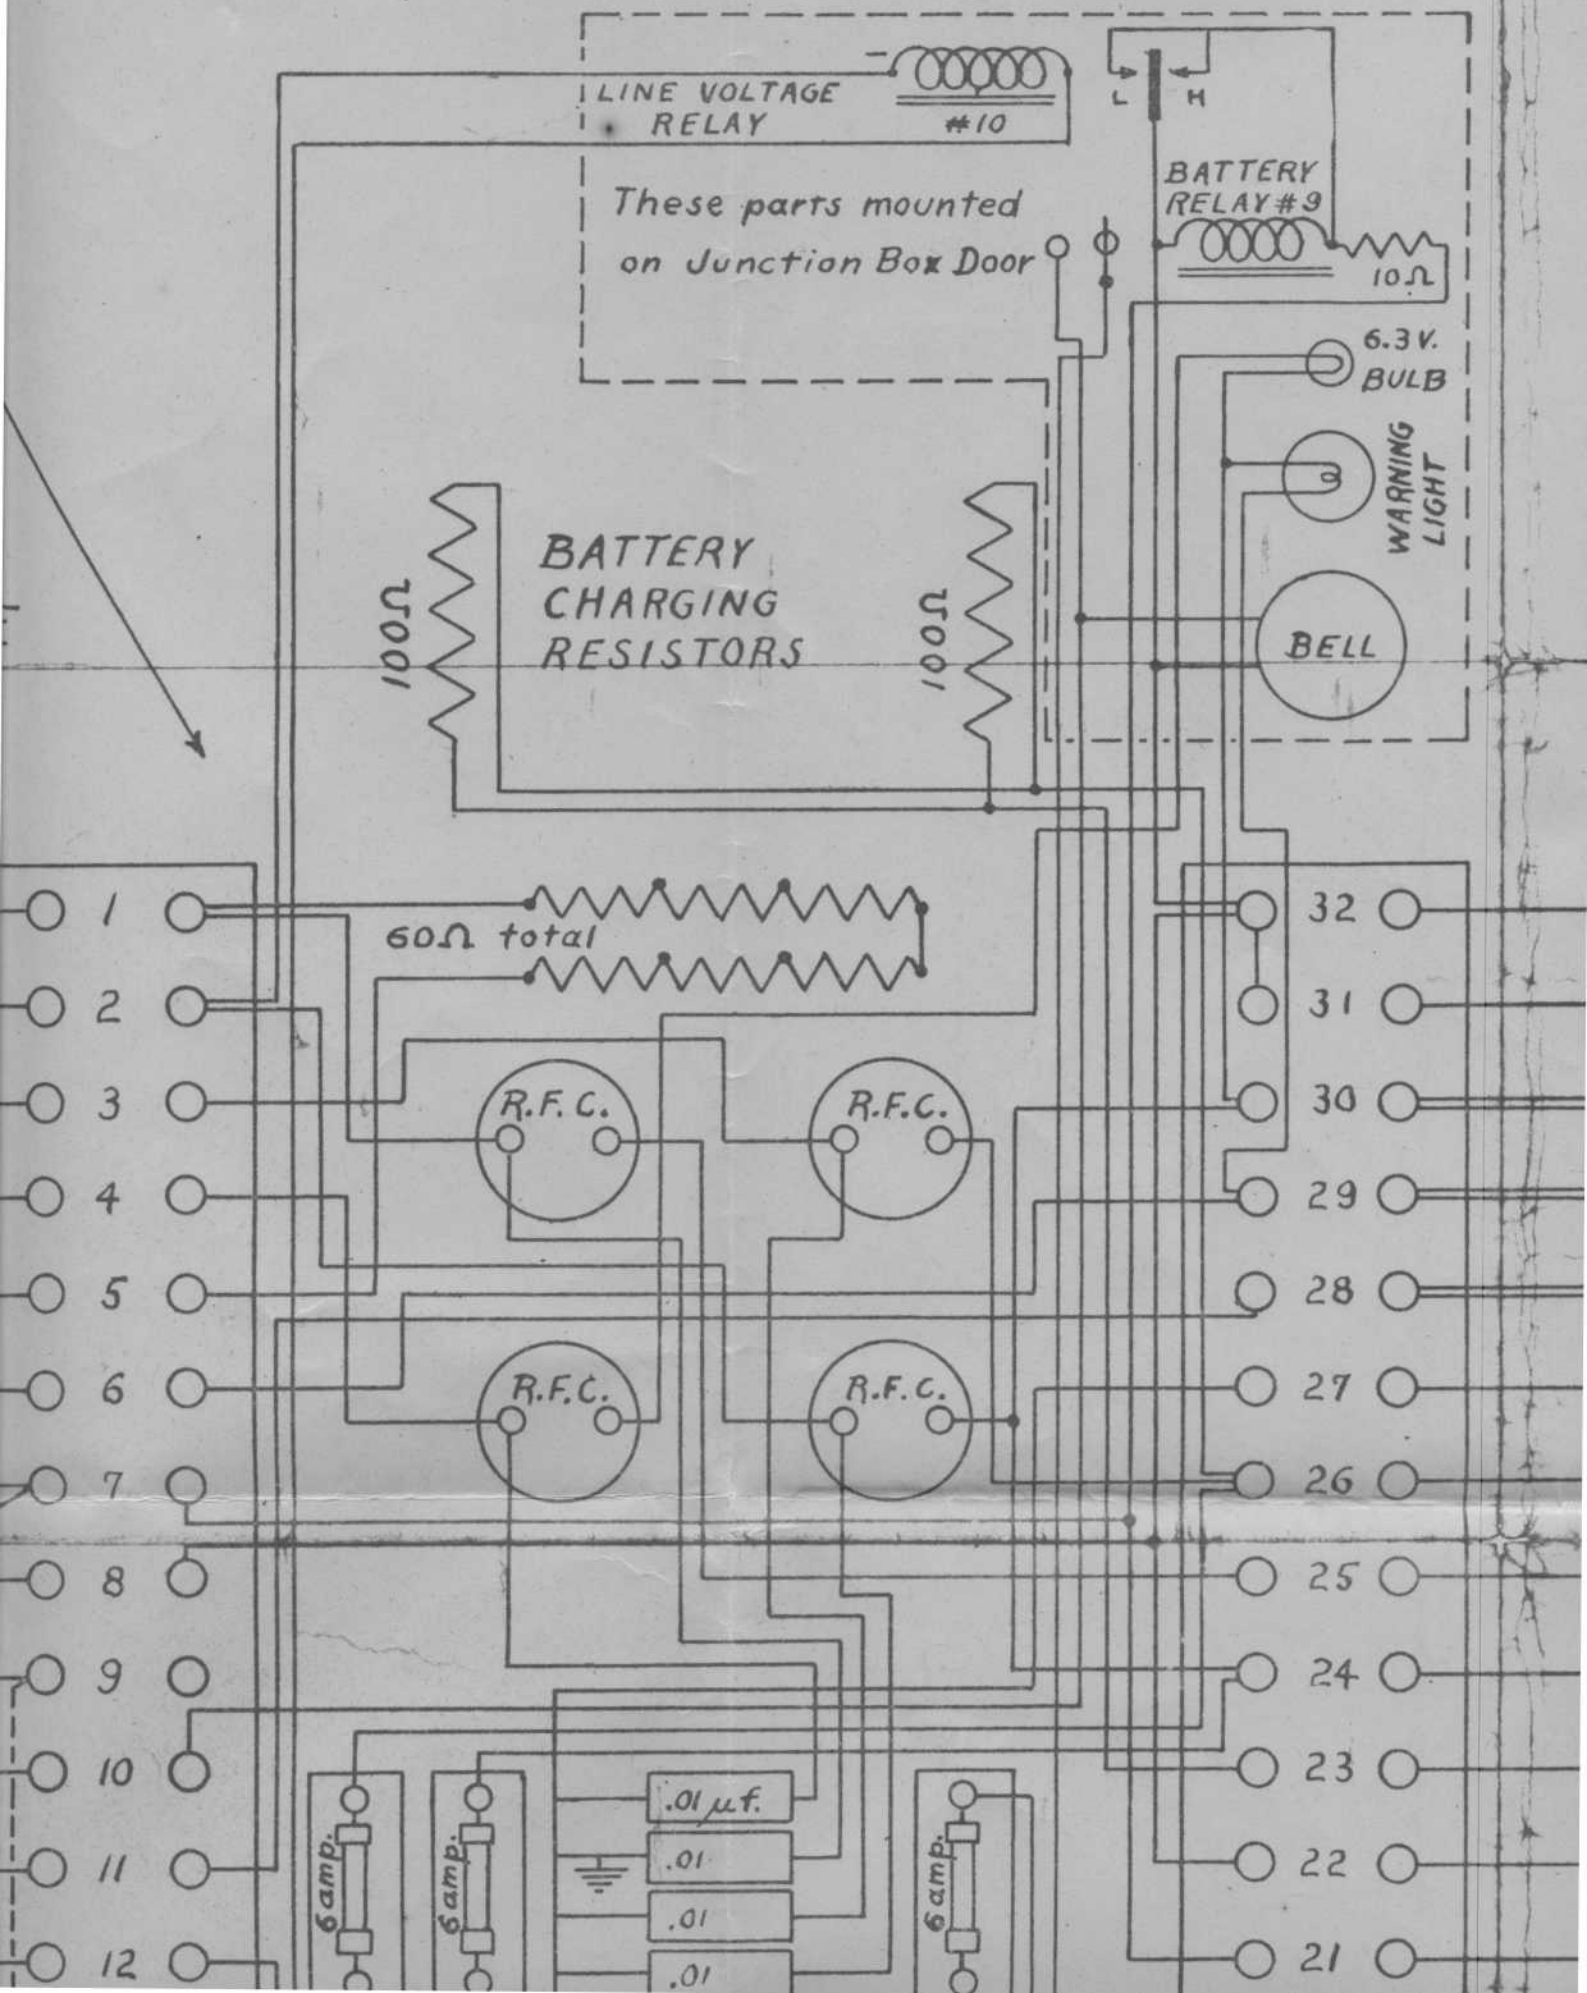 LINE VOLTAGE
RELAY
#10
L
H
BATTERY
RELAY #9
10Ω
These parts mounted
on Junction Box Door
6.3V.
BULB
WARNING
LIGHT
BELL
100Ω
BATTERY
CHARGING
RESISTORS
100Ω
60Ω total
1
2
3
4
5
6
7
8
9
10
11
12
R.F.C.
R.F.C.
R.F.C.
R.F.C.
32
31
30
29
28
27
26
25
24
23
22
21
6 amp.
6 amp.
.01 μf.
.01
.01
.01
6 amp.